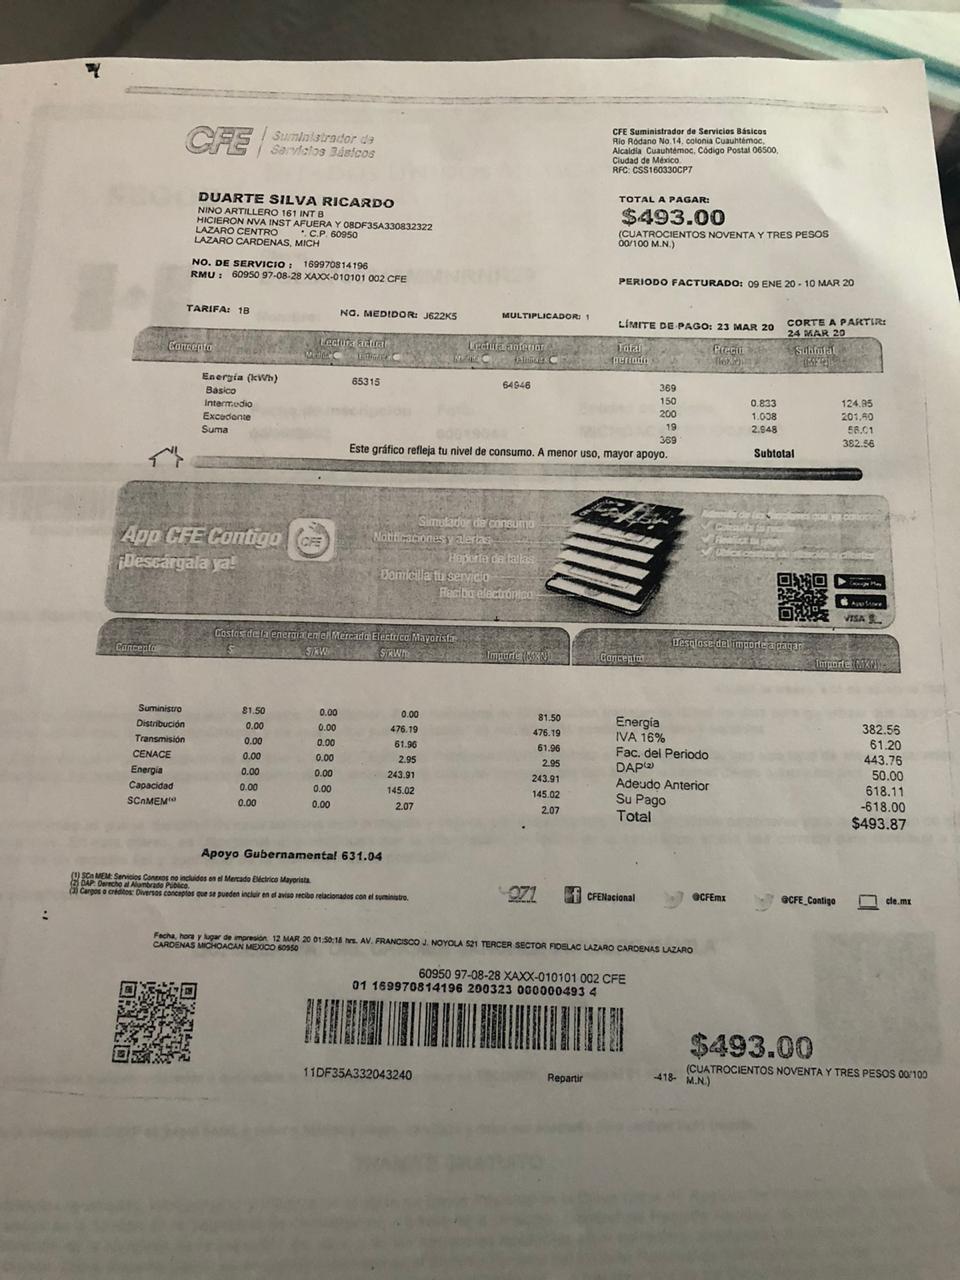 CFE
Suministrador de
Servicios Básicos
CFE Suministrador de Servicios Básicos
Río Ródano No.14, colonia Cuauhtémoc,
Alcaldía Cuauhtémoc, Código Postal 06500,
Ciudad de México.
RFC: CSS160330CP7
DUARTE SILVA RICARDO
NINO ARTILLERO 161 INT B
HICIERON NVA INST AFUERA Y 08DF35A330832322
LAZARO CENTRO C.P. 60950
LAZARO CARDENAS, MICH
TOTAL A PAGAR:
$493.00
(CUATROCIENTOS NOVENTA Y TRES PESOS
00/100 M.N.)
NO. DE SERVICIO : 169970814196
RMU : 60950 97-08-28 XAXX-010101 002 CFE
PERIODO FACTURADO: 09 ENE 20 - 10 MAR 20
TARIFA: 1B NO. MEDIDOR: J622K5 MULTIPLICADOR: 1
LÍMITE DE PAGO: 23 MAR 20
CORTE A PARTIR:
24 MAR 20
Concepto Lectura actual Lectura anterior Total periodo Precio Subtotal
Energía (kWh) 65315 64946 369
Básico 150 0.833 124.95
Intermedio 200 1.008 201.60
Excedente 19 2.948 56.01
Suma 369 382.56
Este gráfico refleja tu nivel de consumo. A menor uso, mayor apoyo.
Subtotal
App CFE Contigo
¡Descárgala ya!
CFE
Simulador de consumo
Notificaciones y alertas
Reporte de fallas
Domicilia tu servicio
Recibo electrónico
Google Play
App Store
VISA
Costos de la energía en el Mercado Eléctrico Mayorista
Concepto $ $/kW $/kWh Importe (MXN)
Suministro 81.50 0.00 0.00 81.50
Distribución 0.00 0.00 476.19 476.19
Transmisión 0.00 0.00 61.96 61.96
CENACE 0.00 0.00 2.95 2.95
Energía 0.00 0.00 243.91 243.91
Capacidad 0.00 0.00 145.02 145.02
SCnMEM(1) 0.00 0.00 2.07 2.07
Desglose del importe a pagar
Concepto Importe (MXN)
Energía 382.56
IVA 16% 61.20
Fac. del Periodo 443.76
DAP(2) 50.00
Adeudo Anterior 618.11
Su Pago -618.00
Total $493.87
Apoyo Gubernamental 631.04
(1) SCn MEM: Servicios Conexos no incluidos en el Mercado Eléctrico Mayorista.
(2) DAP: Derecho al Alumbrado Público.
(3) Cargos o créditos: Diversos conceptos que se pueden incluir en el aviso recibo relacionados con el suministro.
071
CFENacional
@CFEmx
@CFE_Contigo
cfe.mx
Fecha, hora y lugar de impresión: 12 MAR 20 01:50:18 hrs. AV. FRANCISCO J. NOYOLA 521 TERCER SECTOR FIDELAC LAZARO CARDENAS LAZARO
CARDENAS MICHOACAN MEXICO 60950
60950 97-08-28 XAXX-010101 002 CFE
01 169970814196 200323 000000493 4
11DF35A332043240
Repartir
-418-
$493.00
(CUATROCIENTOS NOVENTA Y TRES PESOS 00/100
M.N.)
TRAMITE GRATUITO